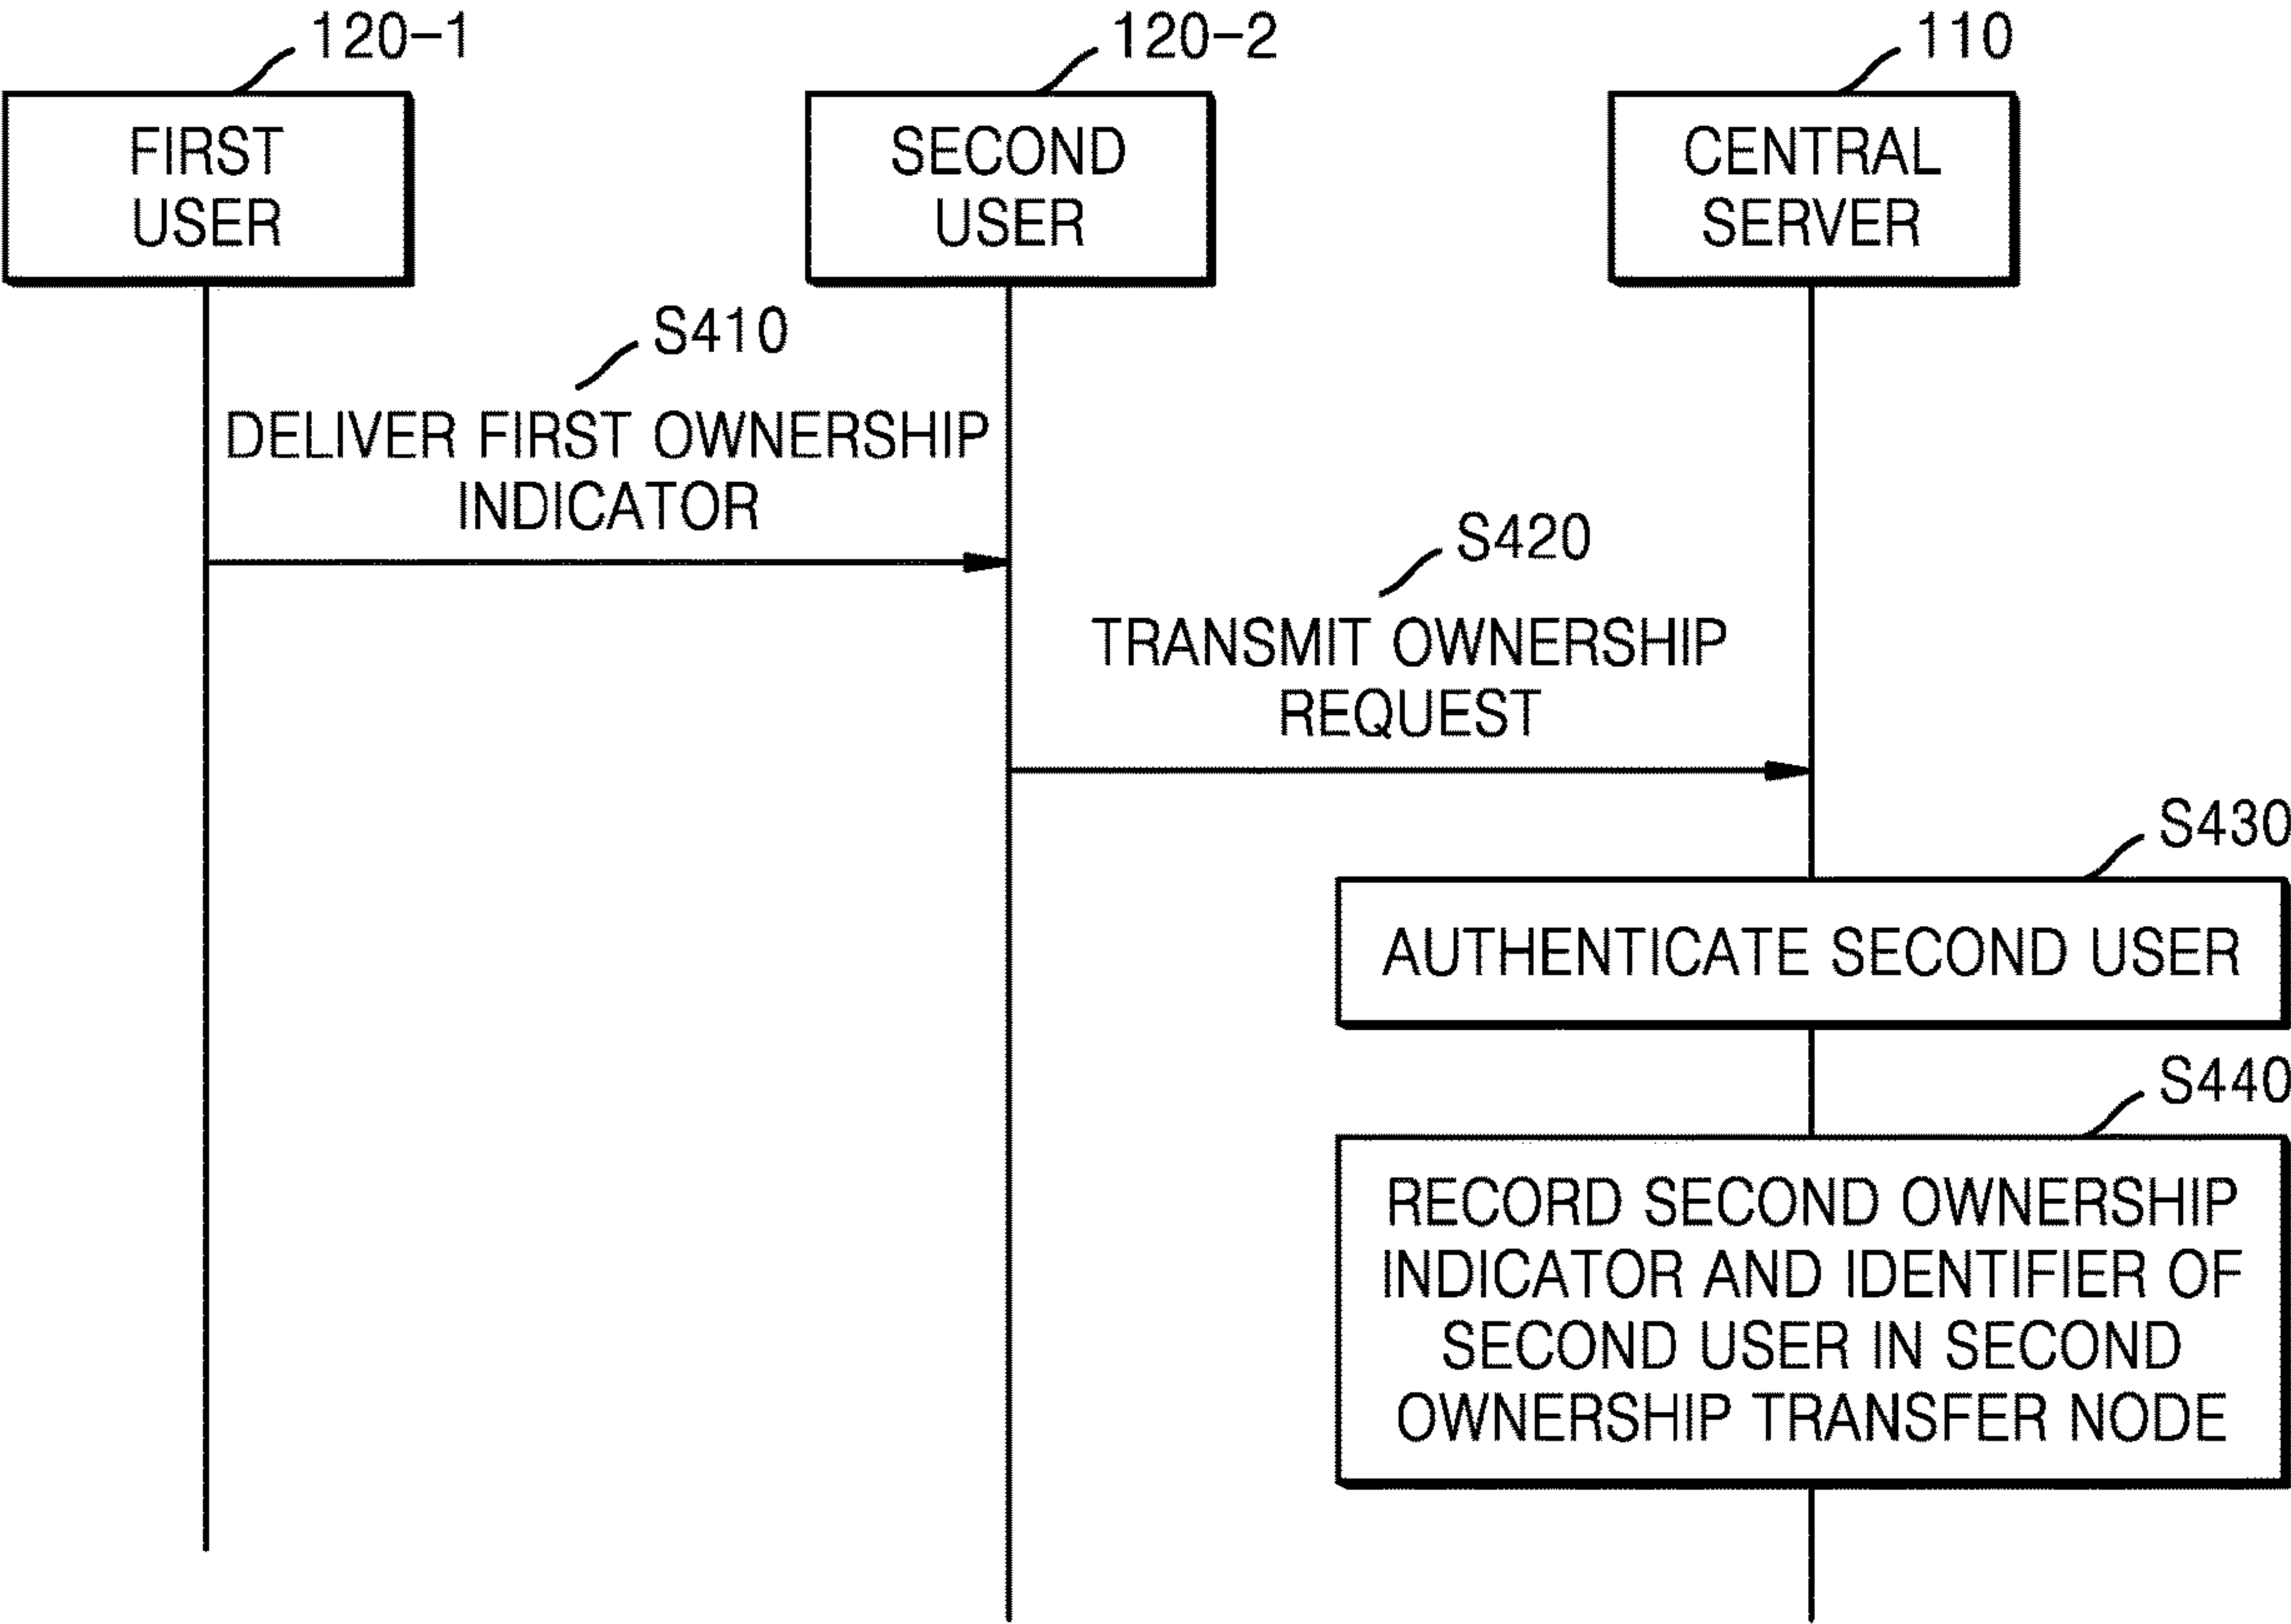 120-1
120-2
110
FIRST
USER
SECOND
USER
CENTRAL
SERVER
S410
DELIVER FIRST OWNERSHIP
INDICATOR
S420
TRANSMIT OWNERSHIP
REQUEST
S430
AUTHENTICATE SECOND USER
S440
RECORD SECOND OWNERSHIP
INDICATOR AND IDENTIFIER OF
SECOND USER IN SECOND
OWNERSHIP TRANSFER NODE